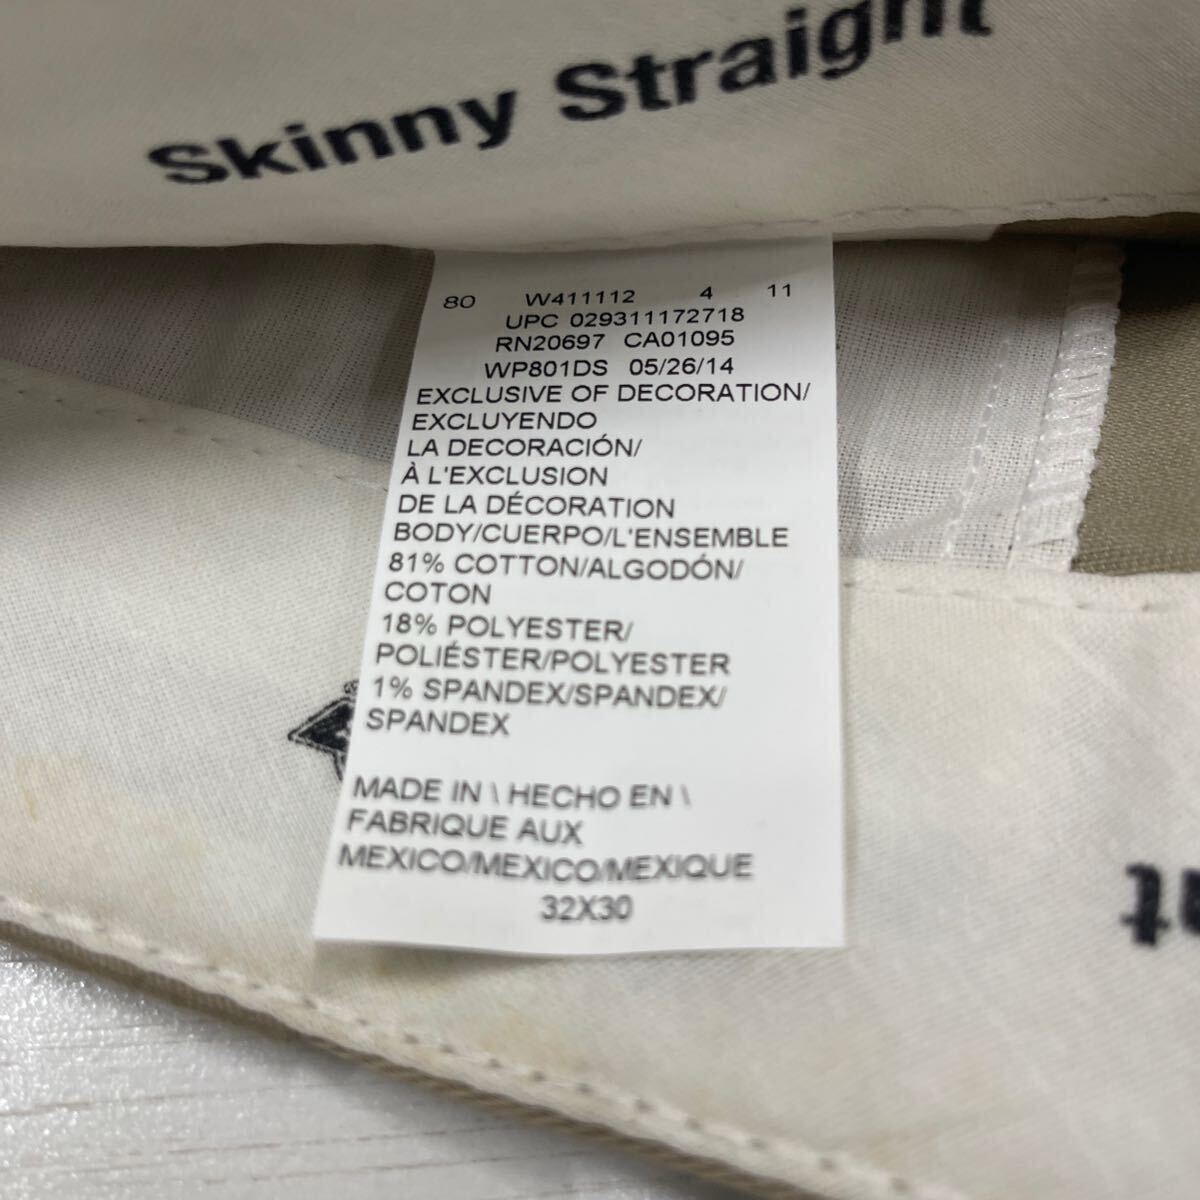 Skinny Straight
80 W411112 4 11
UPC 029311172718
RN20697 CA01095
WP801DS 05/26/14
EXCLUSIVE OF DECORATION/
EXCLUYENDO
LA DECORACIÓN/
À L'EXCLUSION
DE LA DÉCORATION
BODY/CUERPO/L'ENSEMBLE
81% COTTON/ALGODÓN/
COTON
18% POLYESTER/
POLIÉSTER/POLYESTER
1% SPANDEX/SPANDEX/
SPANDEX
MADE IN \ HECHO EN \
FABRIQUE AUX
MEXICO/MEXICO/MEXIQUE
32X30